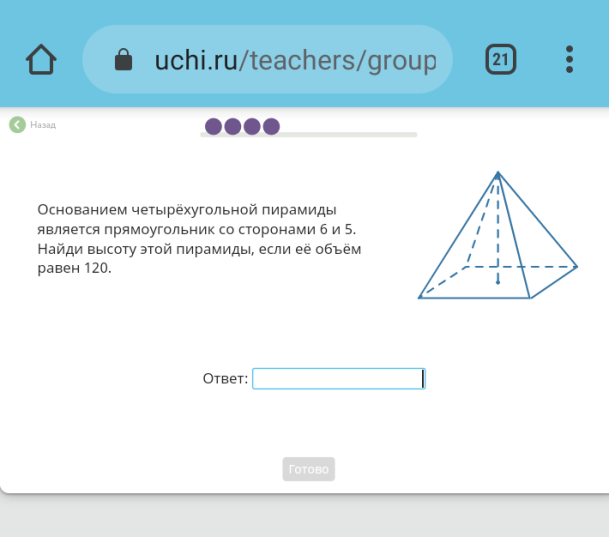 uchi.ru/teachers/group
21
Назад
Основанием четырёхугольной пирамиды
является прямоугольник со сторонами 6 и 5.
Найди высоту этой пирамиды, если её объём
равен 120.
Ответ:
Готово